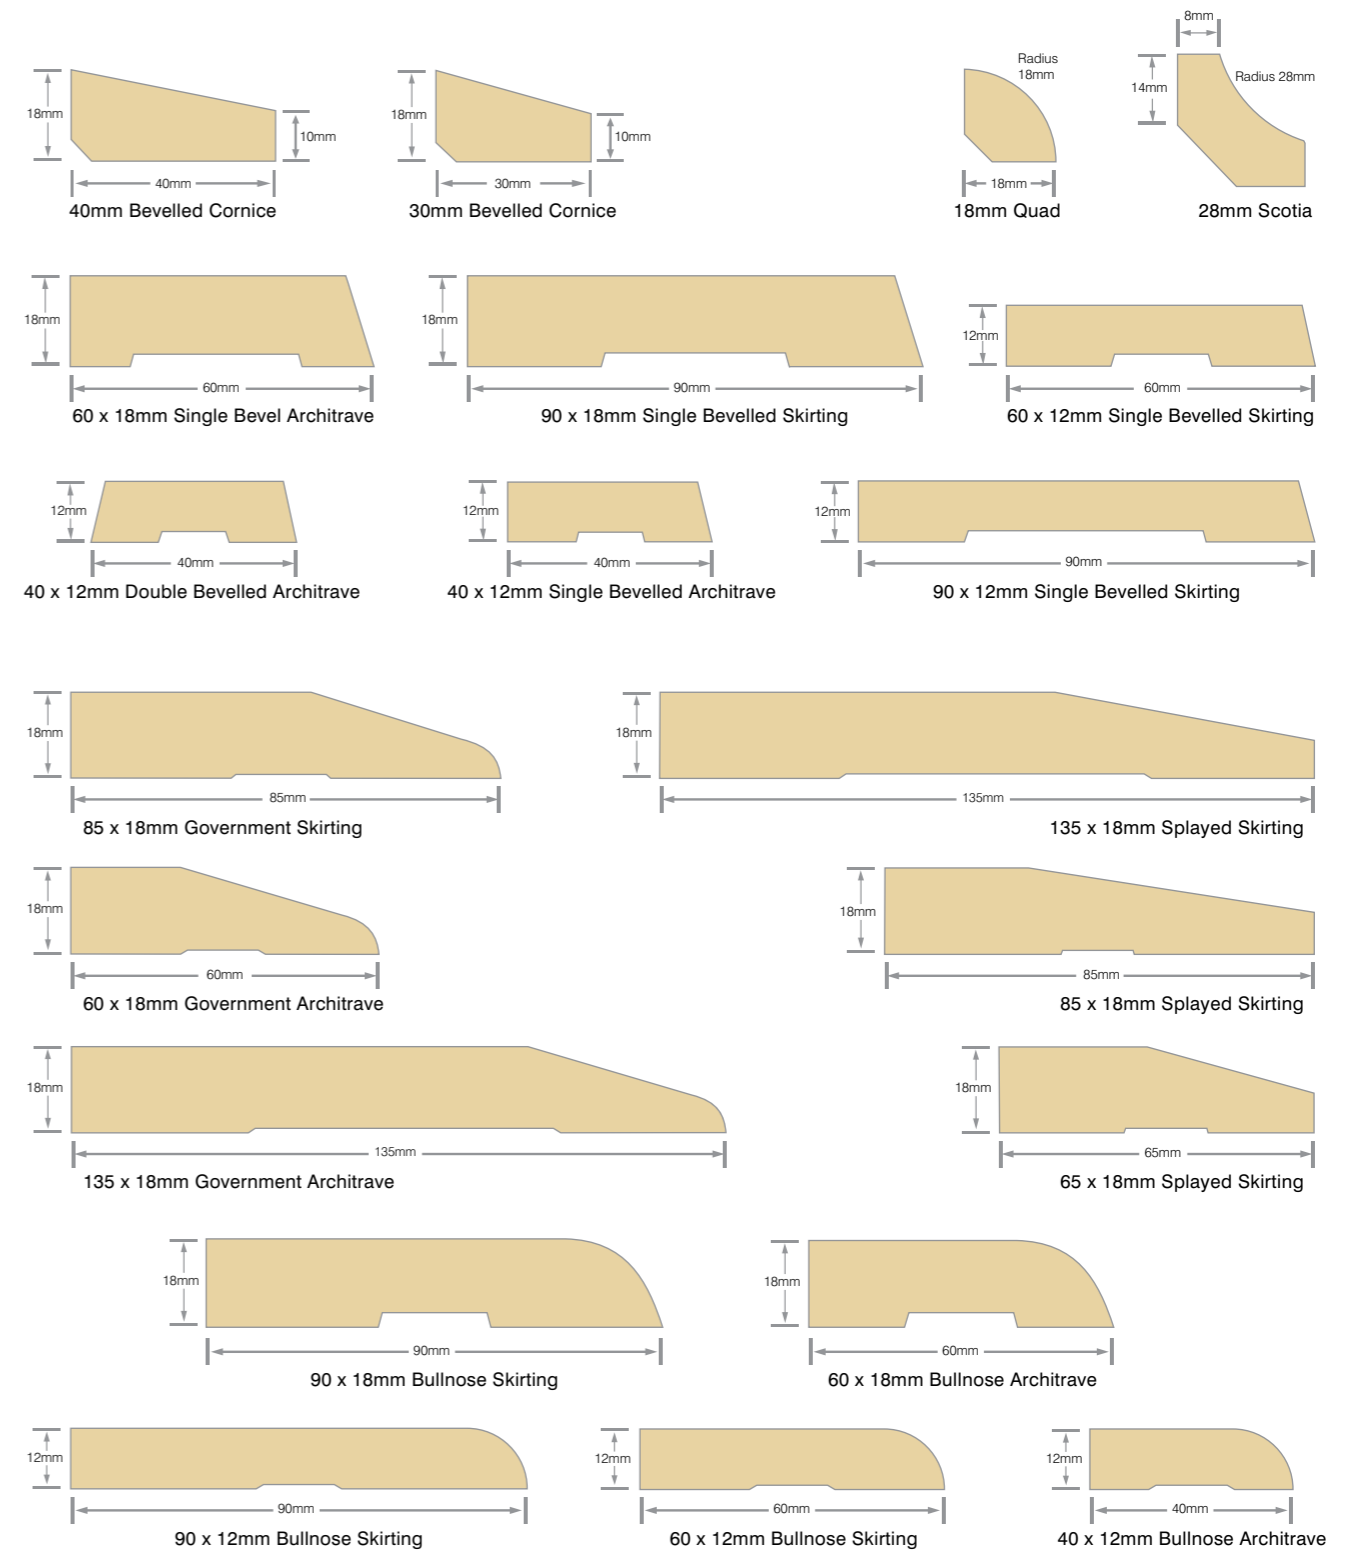 8mm
Radius
18mm
18mm
10mm
40mm
40mm Bevelled Cornice
18mm
10mm
30mm
30mm Bevelled Cornice
18mm
18mm Quad
14mm
Radius 28mm
28mm Scotia
18mm
60mm
60 x 18mm Single Bevel Architrave
18mm
90mm
90 x 18mm Single Bevelled Skirting
12mm
60mm
60 x 12mm Single Bevelled Skirting
12mm
40mm
40 x 12mm Double Bevelled Architrave
12mm
40mm
40 x 12mm Single Bevelled Architrave
12mm
90mm
90 x 12mm Single Bevelled Skirting
18mm
85mm
85 x 18mm Government Skirting
18mm
135mm
135 x 18mm Splayed Skirting
18mm
60mm
60 x 18mm Government Architrave
18mm
85mm
85 x 18mm Splayed Skirting
18mm
135mm
135 x 18mm Government Architrave
18mm
65mm
65 x 18mm Splayed Skirting
18mm
90mm
90 x 18mm Bullnose Skirting
18mm
60mm
60 x 18mm Bullnose Architrave
12mm
90mm
90 x 12mm Bullnose Skirting
12mm
60mm
60 x 12mm Bullnose Skirting
12mm
40mm
40 x 12mm Bullnose Architrave